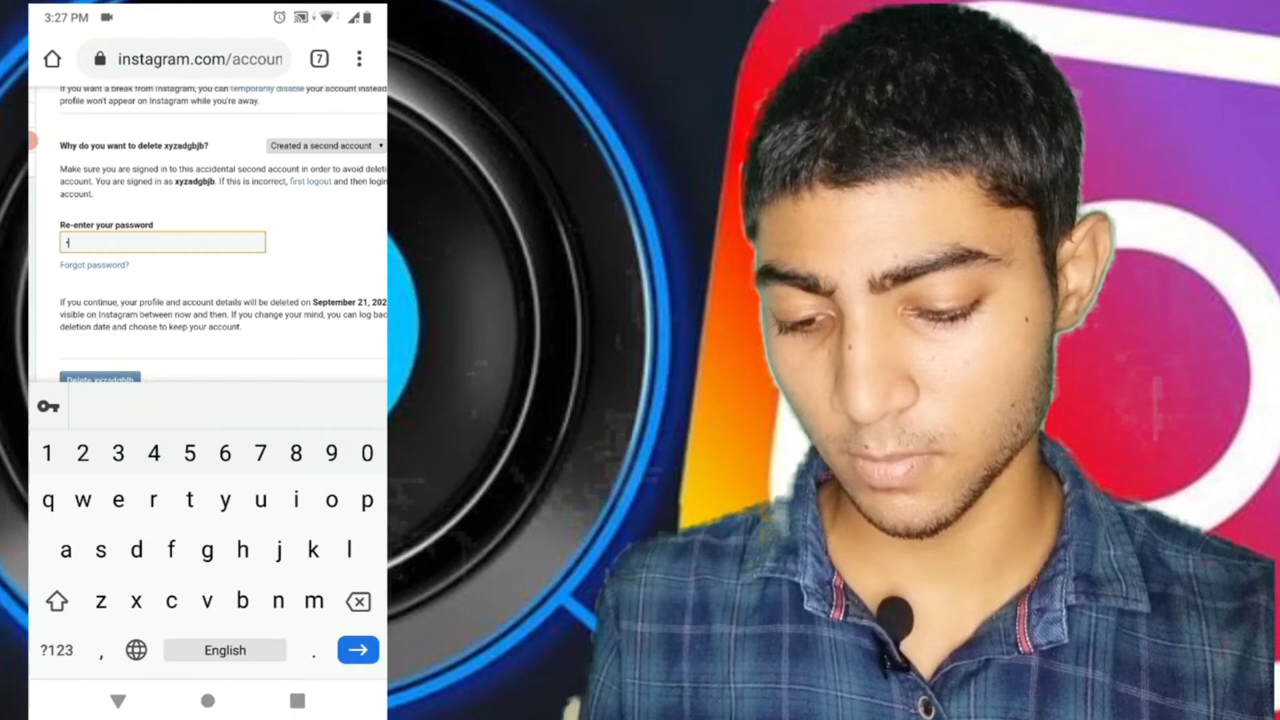 3:27 PM
instagram.com/accoun
7
If you want a break from Instagram, you can temporarily disable your account instead
profile won't appear on Instagram while you're away.
Why do you want to delete xyzadgbjb?
Created a second account
Make sure you are signed in to this accidental second account in order to avoid deleti
account. You are signed in as xyzadgbjb. If this is incorrect, first logout and then login
account.
Re-enter your password
Forgot password?
If you continue, your profile and account details will be deleted on September 21, 202
visible on Instagram between now and then. If you change your mind, you can log bac
deletion date and choose to keep your account.
Delete xyzadgbjb
1 2 3 4 5 6 7 8 9 0
q w e r t y u i o p
a s d f g h j k l
z x c v b n m
?123 , English .